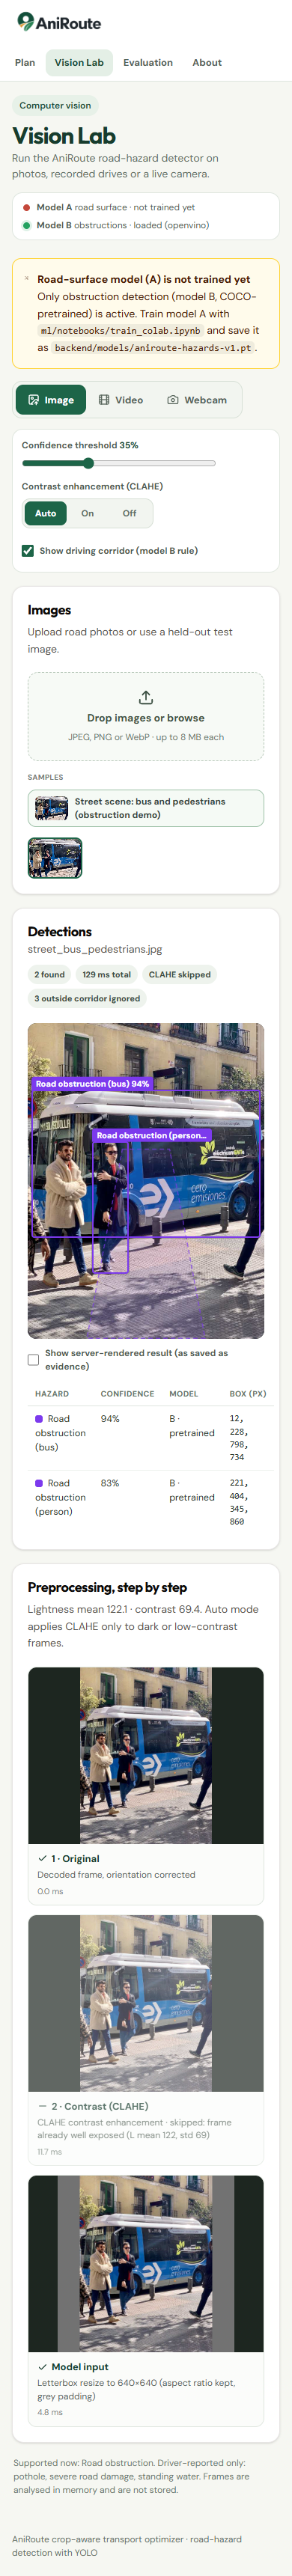 AniRoute
Plan Vision Lab Evaluation About
Computer vision
Vision Lab
Run the AniRoute road-hazard detector on
photos, recorded drives or a live camera.
Model A road surface · not trained yet
Model B obstructions · loaded (openvino)
Road-surface model (A) is not trained yet
Only obstruction detection (model B, COCO-
pretrained) is active. Train model A with
ml/notebooks/train_colab.ipynb and save it
as backend/models/aniroute-hazards-v1.pt.
Image Video Webcam
Confidence threshold 35%
Contrast enhancement (CLAHE)
Auto On Off
Show driving corridor (model B rule)
Images
Upload road photos or use a held-out test
image.
Drop images or browse
JPEG, PNG or WebP · up to 8 MB each
SAMPLES
Street scene: bus and pedestrians
(obstruction demo)
Detections
street_bus_pedestrians.jpg
2 found 129 ms total CLAHE skipped
3 outside corridor ignored
Road obstruction (bus) 94%
Road obstruction (person...
cero
emisiones
Show server-rendered result (as saved as
evidence)
HAZARD CONFIDENCE MODEL BOX (PX)
Road obstruction (bus) 94% B · pretrained 12, 228, 798, 734
Road obstruction (person) 83% B · pretrained 221, 404, 345, 860
Preprocessing, step by step
Lightness mean 122.1 · contrast 69.4. Auto mode
applies CLAHE only to dark or low-contrast
frames.
1 · Original
Decoded frame, orientation corrected
0.0 ms
2 · Contrast (CLAHE)
CLAHE contrast enhancement · skipped: frame
already well exposed (L mean 122, std 69)
11.7 ms
Model input
Letterbox resize to 640×640 (aspect ratio kept,
grey padding)
4.8 ms
Supported now: Road obstruction. Driver-reported only:
pothole, severe road damage, standing water. Frames are
analysed in memory and are not stored.
AniRoute crop-aware transport optimizer · road-hazard
detection with YOLO